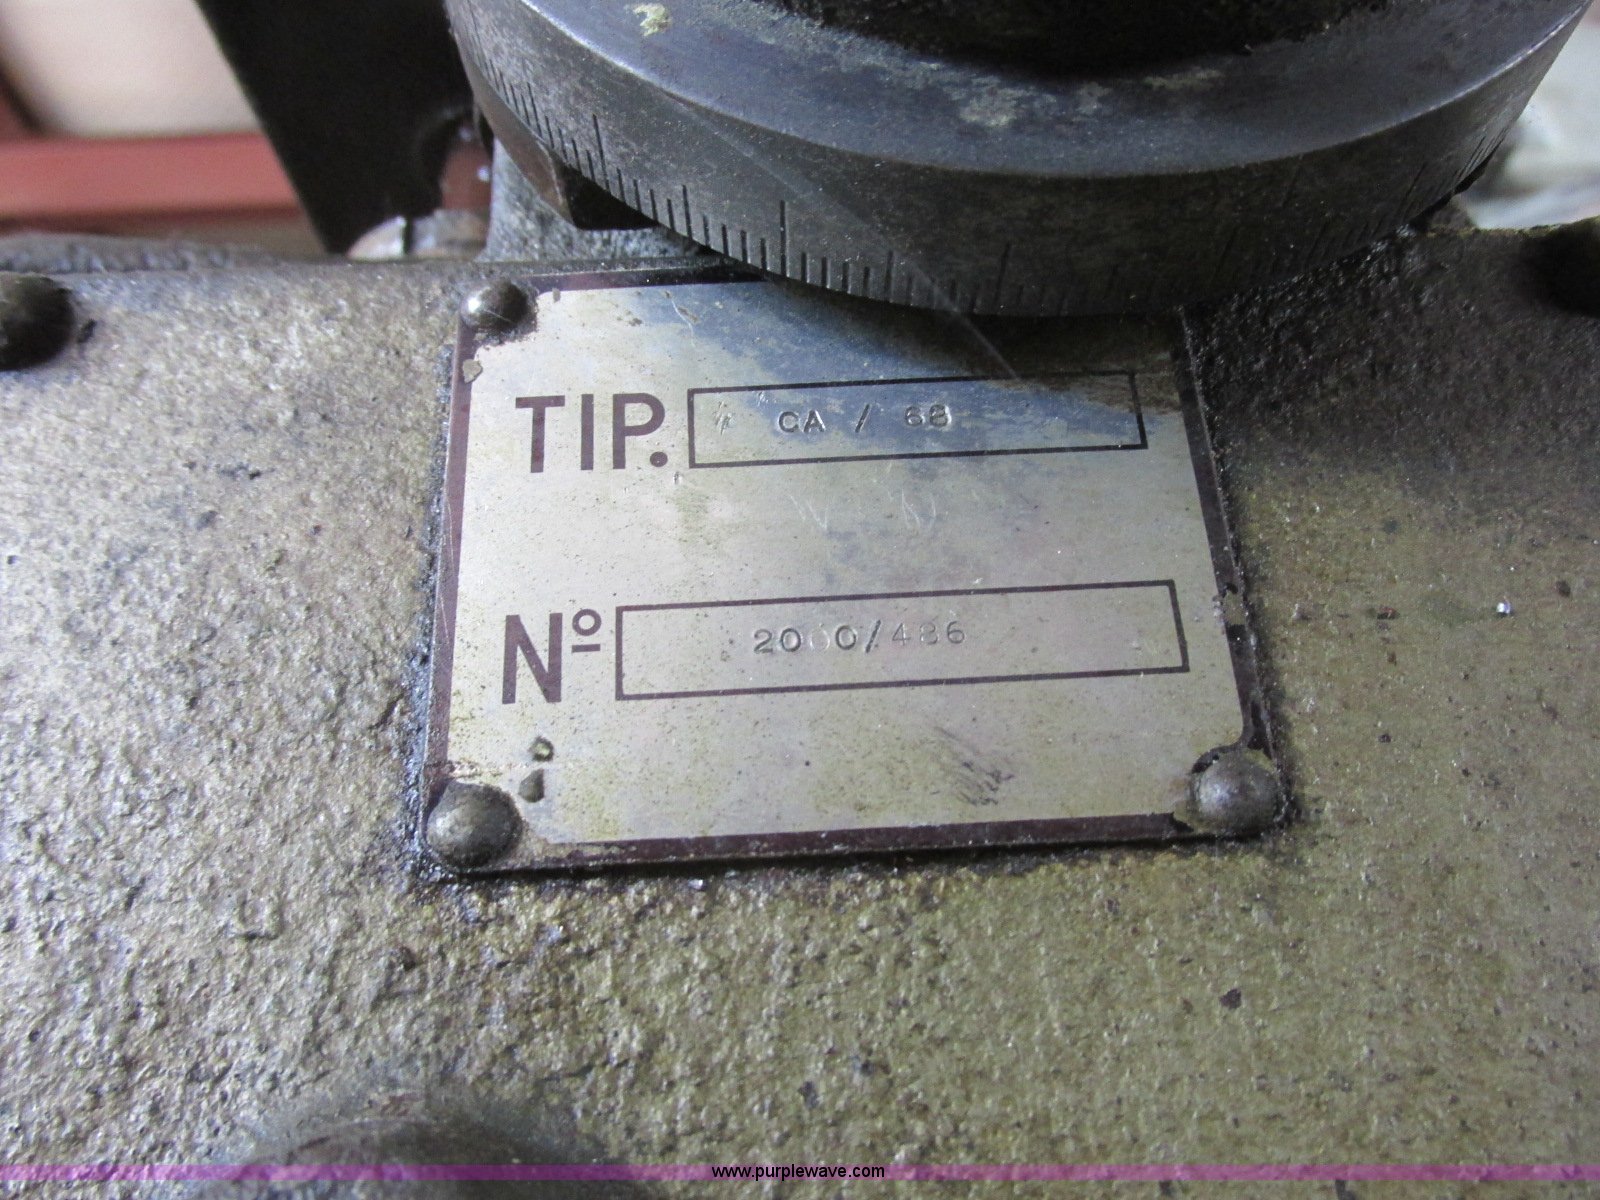 TIP. CA / 68
Nº 2000/486
www.purplewave.com